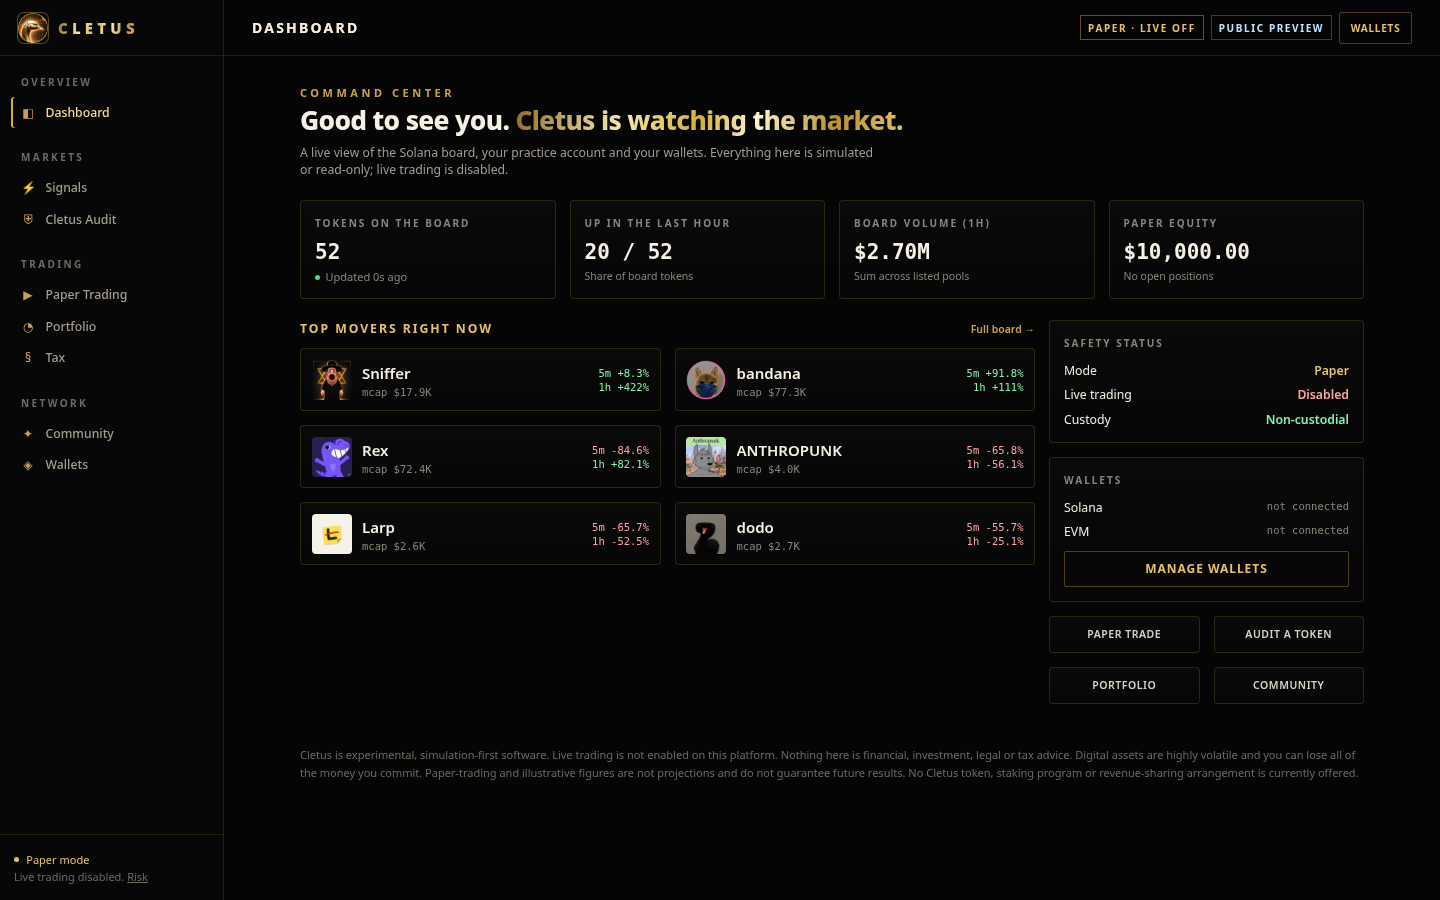 CLETUS
OVERVIEW
Dashboard
MARKETS
Signals
Cletus Audit
TRADING
Paper Trading
Portfolio
§ Tax
NETWORK
Community
Wallets
Paper mode
Live trading disabled. Risk
DASHBOARD
PAPER · LIVE OFF
PUBLIC PREVIEW
WALLETS
COMMAND CENTER
Good to see you. Cletus is watching the market.
A live view of the Solana board, your practice account and your wallets. Everything here is simulated
or read-only; live trading is disabled.
TOKENS ON THE BOARD
52
Updated 0s ago
UP IN THE LAST HOUR
20 / 52
Share of board tokens
BOARD VOLUME (1H)
$2.70M
Sum across listed pools
PAPER EQUITY
$10,000.00
No open positions
TOP MOVERS RIGHT NOW
Full board →
Sniffer
mcap $17.9K
5m +8.3%
1h +422%
bandana
mcap $77.3K
5m +91.8%
1h +111%
Rex
mcap $72.4K
5m -84.6%
1h +82.1%
Anthropunk
ANTHROPUNK
mcap $4.0K
5m -65.8%
1h -56.1%
Larp
mcap $2.6K
5m -65.7%
1h -52.5%
dodo
mcap $2.7K
5m -55.7%
1h -25.1%
SAFETY STATUS
Mode Paper
Live trading Disabled
Custody Non-custodial
WALLETS
Solana not connected
EVM not connected
MANAGE WALLETS
PAPER TRADE
AUDIT A TOKEN
PORTFOLIO
COMMUNITY
Cletus is experimental, simulation-first software. Live trading is not enabled on this platform. Nothing here is financial, investment, legal or tax advice. Digital assets are highly volatile and you can lose all of
the money you commit. Paper-trading and illustrative figures are not projections and do not guarantee future results. No Cletus token, staking program or revenue-sharing arrangement is currently offered.